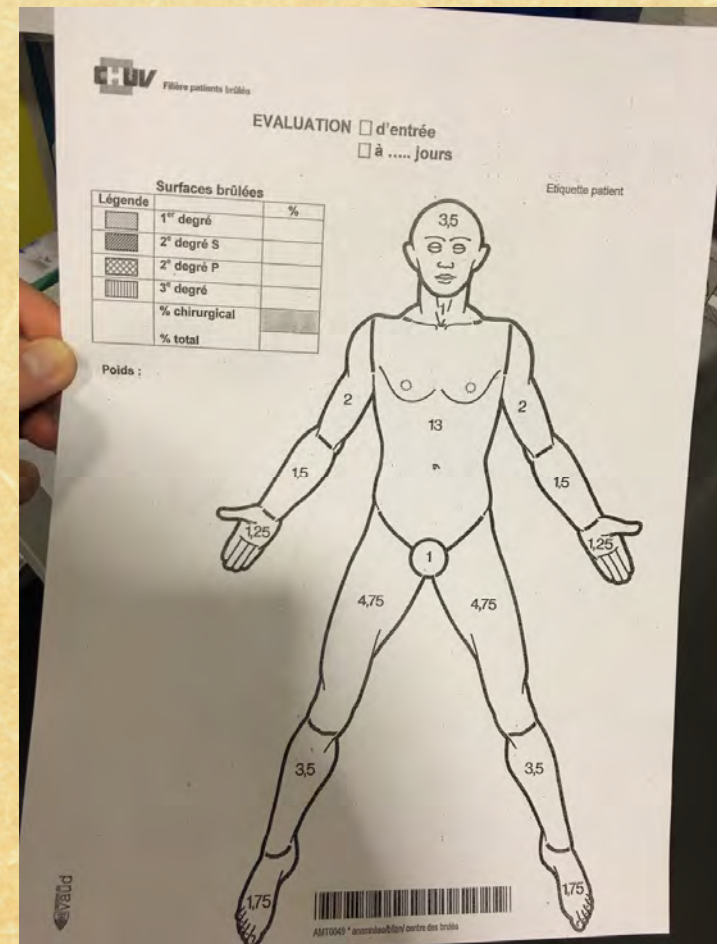 CHUV
Filière patients brûlés
EVALUATION d'entrée
à ..... jours
Etiquette patient
Surfaces brûlées
Légende %
1er degré
2e degré S
2e degré P
3e degré
% chirurgical
% total
Poids :
3,5
1
2
2
13
1,5
1,5
1,25
1,25
1
4,75
4,75
3,5
3,5
1,75
1,75
vaud
AMT0049 * anamnèse/bilan/ centre des brûlés